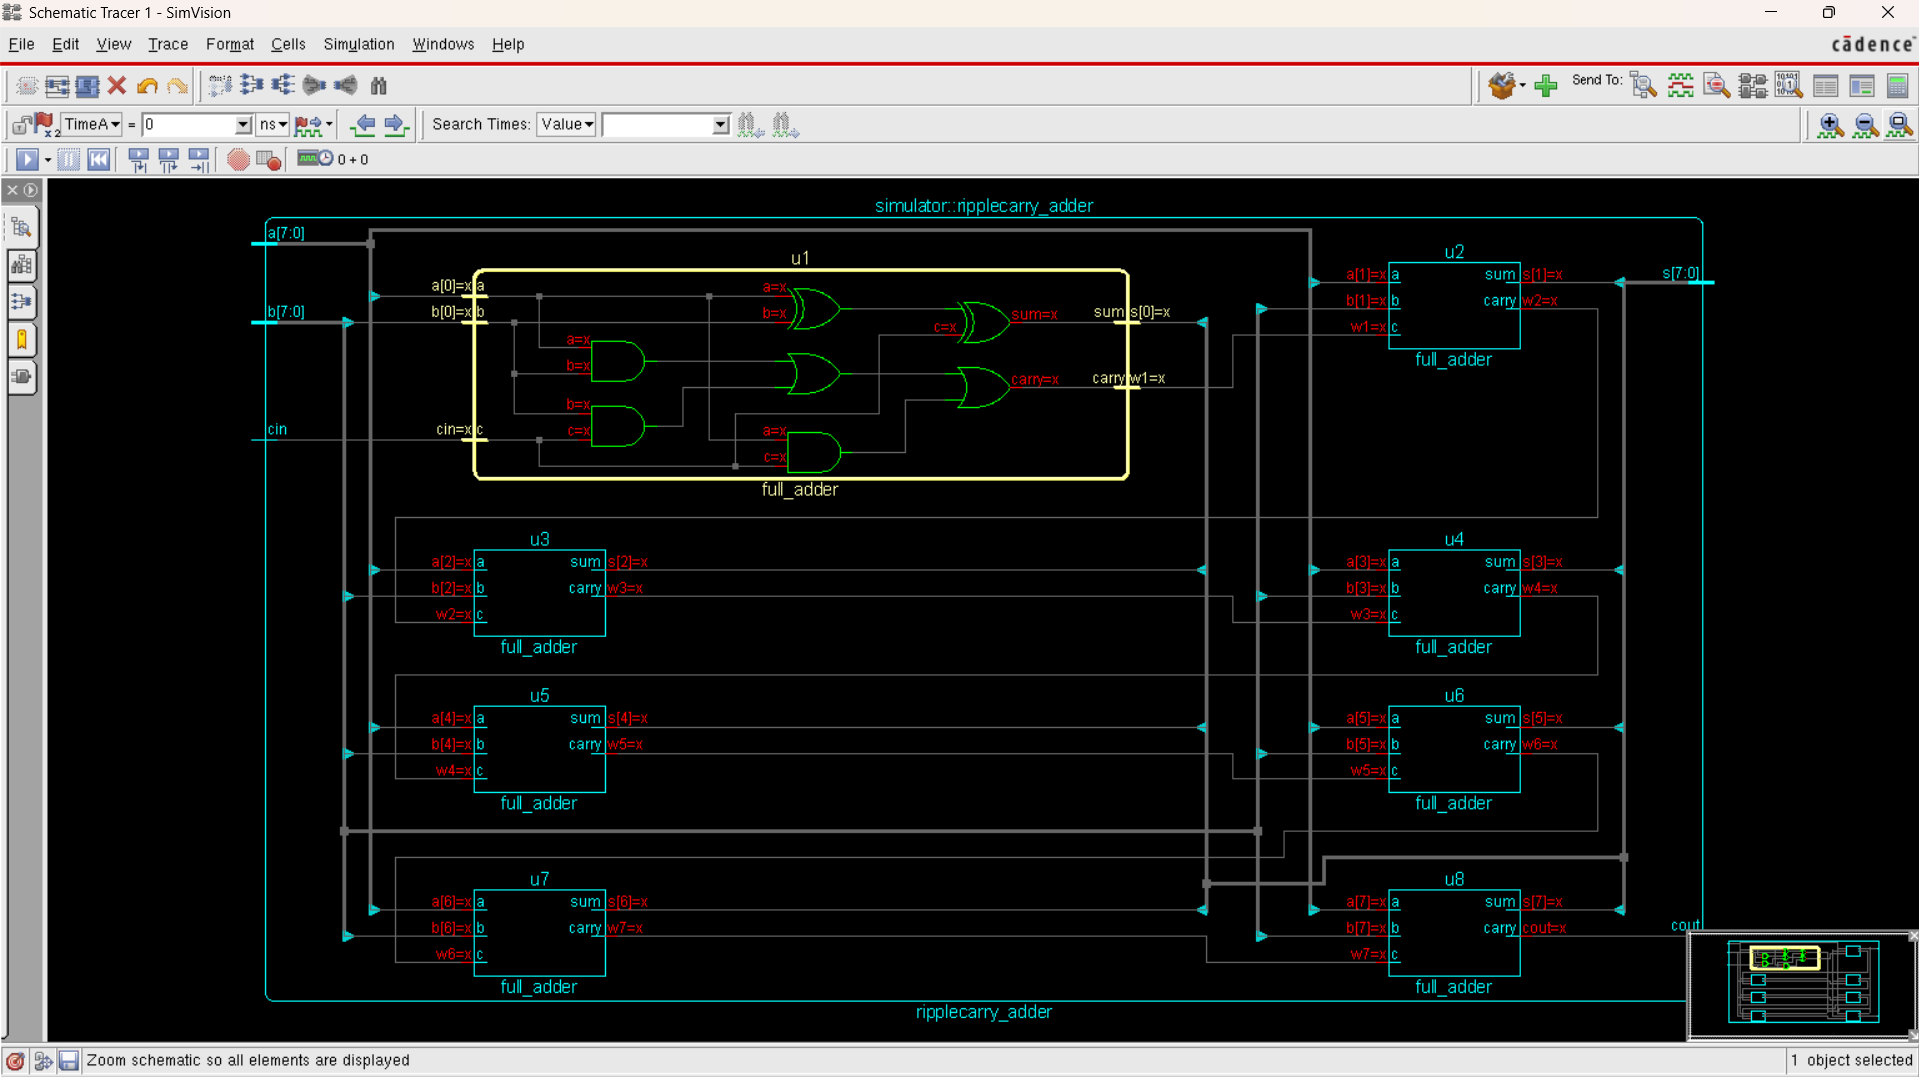 Schematic Tracer 1 - SimVision
File Edit View Trace Format Cells Simulation Windows Help
cādence
Send To:
x2 TimeA = 0 ns Search Times: Value
0 + 0
simulator::ripplecarry_adder
a[7:0]
b[7:0]
cin
u1
a[0]=x a
b[0]=x b
cin=x c
a=x
b=x
a=x
b=x
b=x
c=x
a=x
c=x
c=x
sum=x
carry=x
sum s[0]=x
carry w1=x
full_adder
u2
a[1]=x a sum s[1]=x
b[1]=x b carry w2=x
w1=x c
full_adder
s[7:0]
u3
a[2]=x a sum s[2]=x
b[2]=x b carry w3=x
w2=x c
full_adder
u4
a[3]=x a sum s[3]=x
b[3]=x b carry w4=x
w3=x c
full_adder
u5
a[4]=x a sum s[4]=x
b[4]=x b carry w5=x
w4=x c
full_adder
u6
a[5]=x a sum s[5]=x
b[5]=x b carry w6=x
w5=x c
full_adder
u7
a[6]=x a sum s[6]=x
b[6]=x b carry w7=x
w6=x c
full_adder
u8
a[7]=x a sum s[7]=x
b[7]=x b carry cout=x
w7=x c
full_adder
cout
ripplecarry_adder
Zoom schematic so all elements are displayed
1 object selected